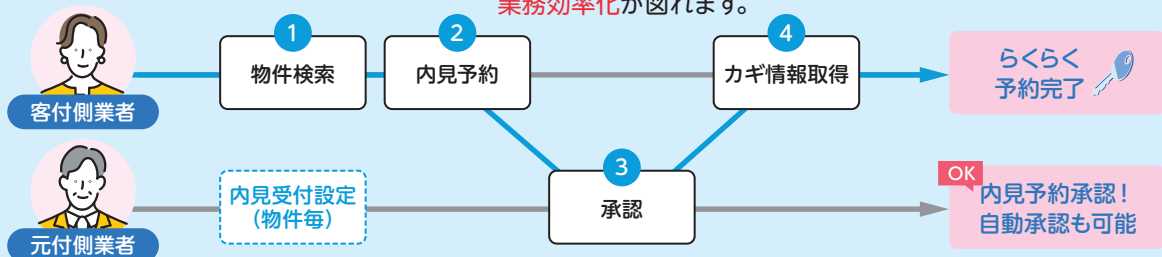 業務効率化が図れます。
1
2
4
物件検索
内見予約
カギ情報取得
らくらく
予約完了
客付側業者
3
承認
内見受付設定
（物件毎）
OK
内見予約承認！
自動承認も可能
元付側業者